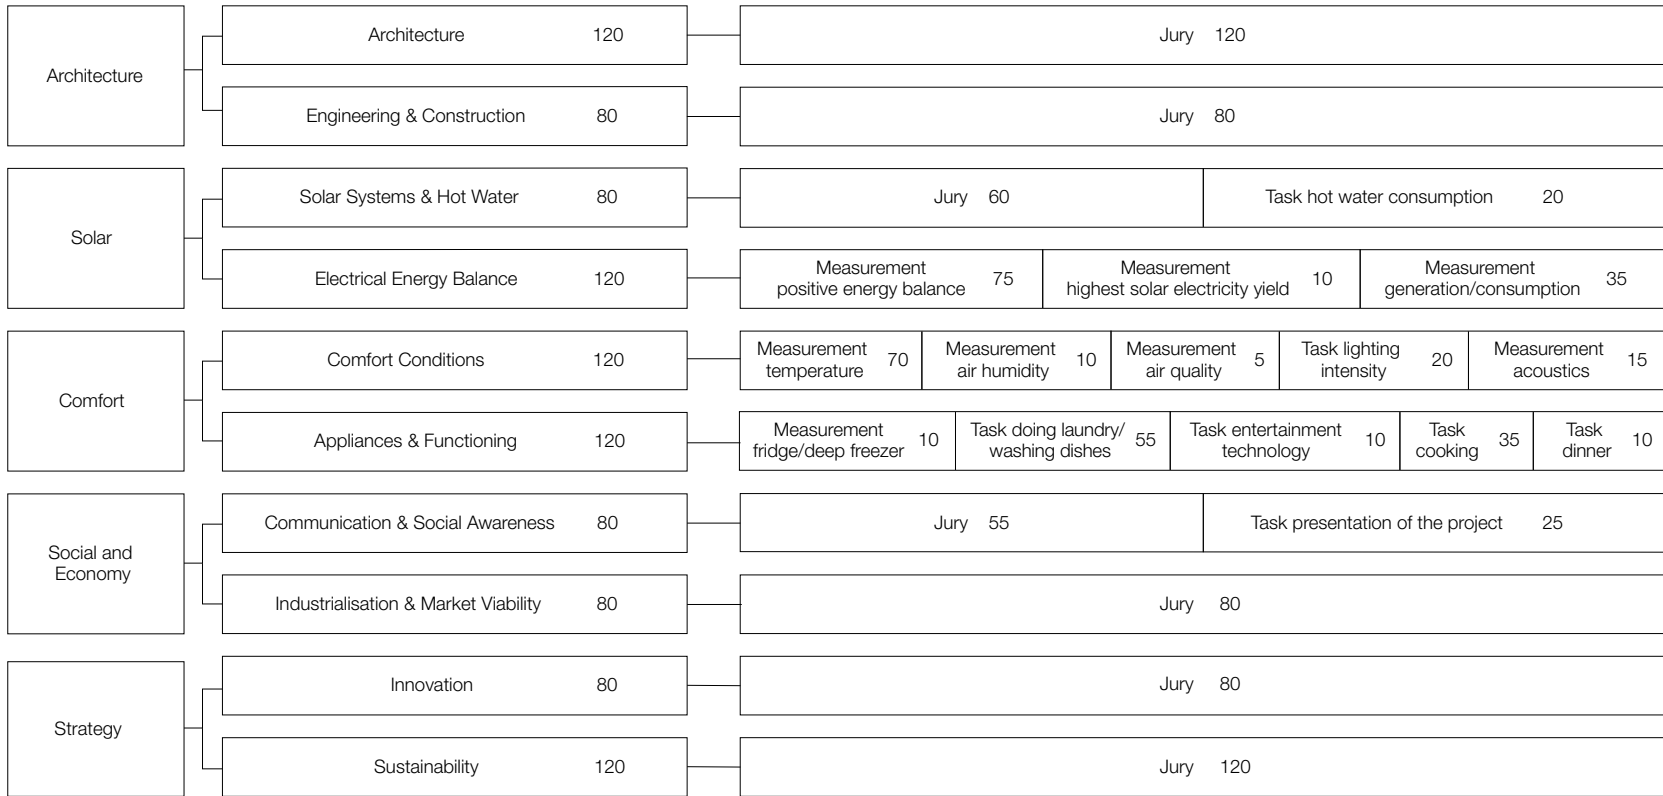 Architecture
Architecture 120
Jury 120
Engineering & Construction 80
Jury 80
Solar
Solar Systems & Hot Water 80
Jury 60
Task hot water consumption 20
Electrical Energy Balance 120
Measurement
positive energy balance 75
Measurement
highest solar electricity yield 10
Measurement
generation/consumption 35
Comfort
Comfort Conditions 120
Measurement
temperature 70
Measurement
air humidity 10
Measurement
air quality 5
Task lighting
intensity 20
Measurement
acoustics 15
Appliances & Functioning 120
Measurement
fridge/deep freezer 10
Task doing laundry/
washing dishes 55
Task entertainment
technology 10
Task
cooking 35
Task
dinner 10
Social and
Economy
Communication & Social Awareness 80
Jury 55
Task presentation of the project 25
Industrialisation & Market Viability 80
Jury 80
Strategy
Innovation 80
Jury 80
Sustainability 120
Jury 120